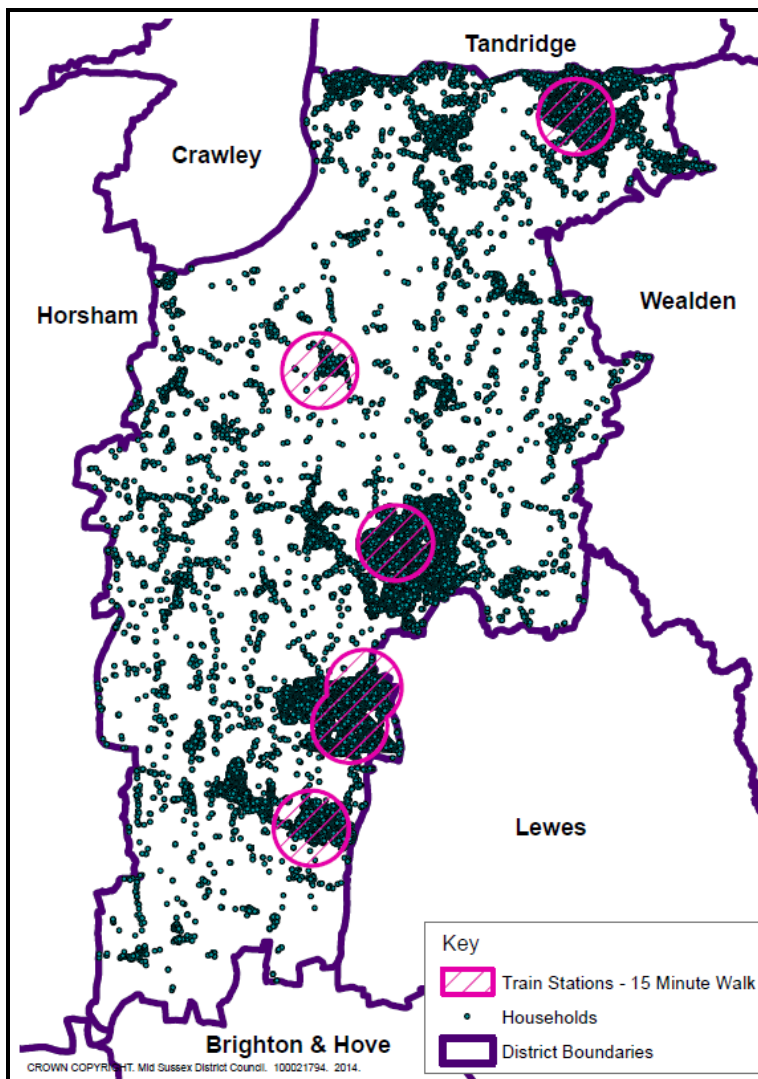 Tandridge
Crawley
Horsham
Wealden
Lewes
Key
Train Stations - 15 Minute Walk
Households
District Boundaries
Brighton & Hove
CROWN COPYRIGHT. Mid Sussex District Council. 100021794. 2014.